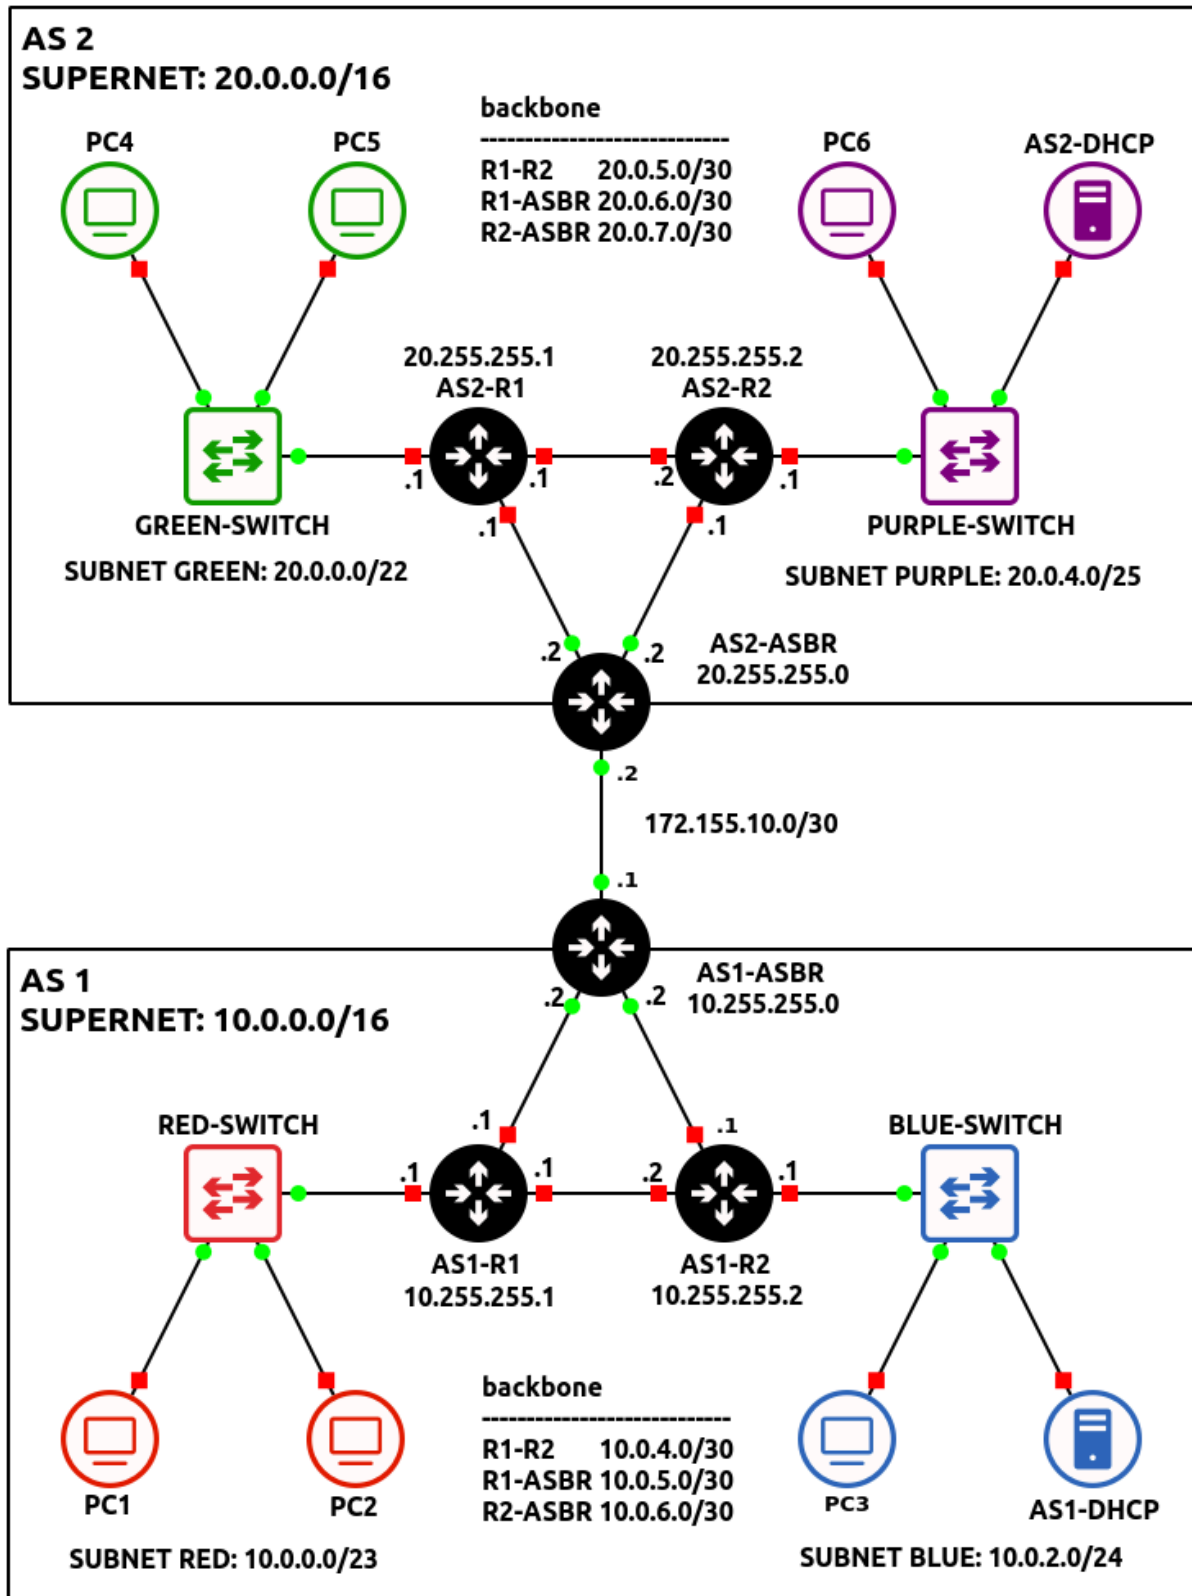 AS 2
SUPERNET: 20.0.0.0/16
backbone
-----------------------------
R1-R2 20.0.5.0/30
R1-ASBR 20.0.6.0/30
R2-ASBR 20.0.7.0/30
PC4
PC5
PC6
AS2-DHCP
20.255.255.1
AS2-R1
20.255.255.2
AS2-R2
.1
.1
.2
.1
.1
.1
GREEN-SWITCH
PURPLE-SWITCH
SUBNET GREEN: 20.0.0.0/22
SUBNET PURPLE: 20.0.4.0/25
.2
.2
AS2-ASBR
20.255.255.0
.2
172.155.10.0/30
.1
AS 1
SUPERNET: 10.0.0.0/16
AS1-ASBR
10.255.255.0
.2
.2
RED-SWITCH
BLUE-SWITCH
.1
.1
.1
.1
.2
.1
AS1-R1
10.255.255.1
AS1-R2
10.255.255.2
backbone
-----------------------------
R1-R2 10.0.4.0/30
R1-ASBR 10.0.5.0/30
R2-ASBR 10.0.6.0/30
PC1
PC2
PC3
AS1-DHCP
SUBNET RED: 10.0.0.0/23
SUBNET BLUE: 10.0.2.0/24